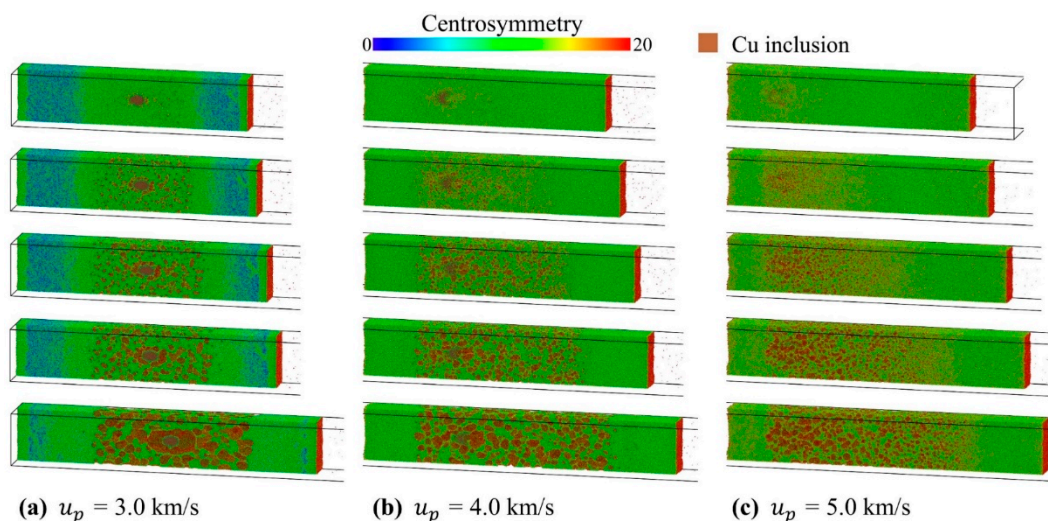 Centrosymmetry
0 20 Cu inclusion
(a) u_p = 3.0 km/s (b) u_p = 4.0 km/s (c) u_p = 5.0 km/s